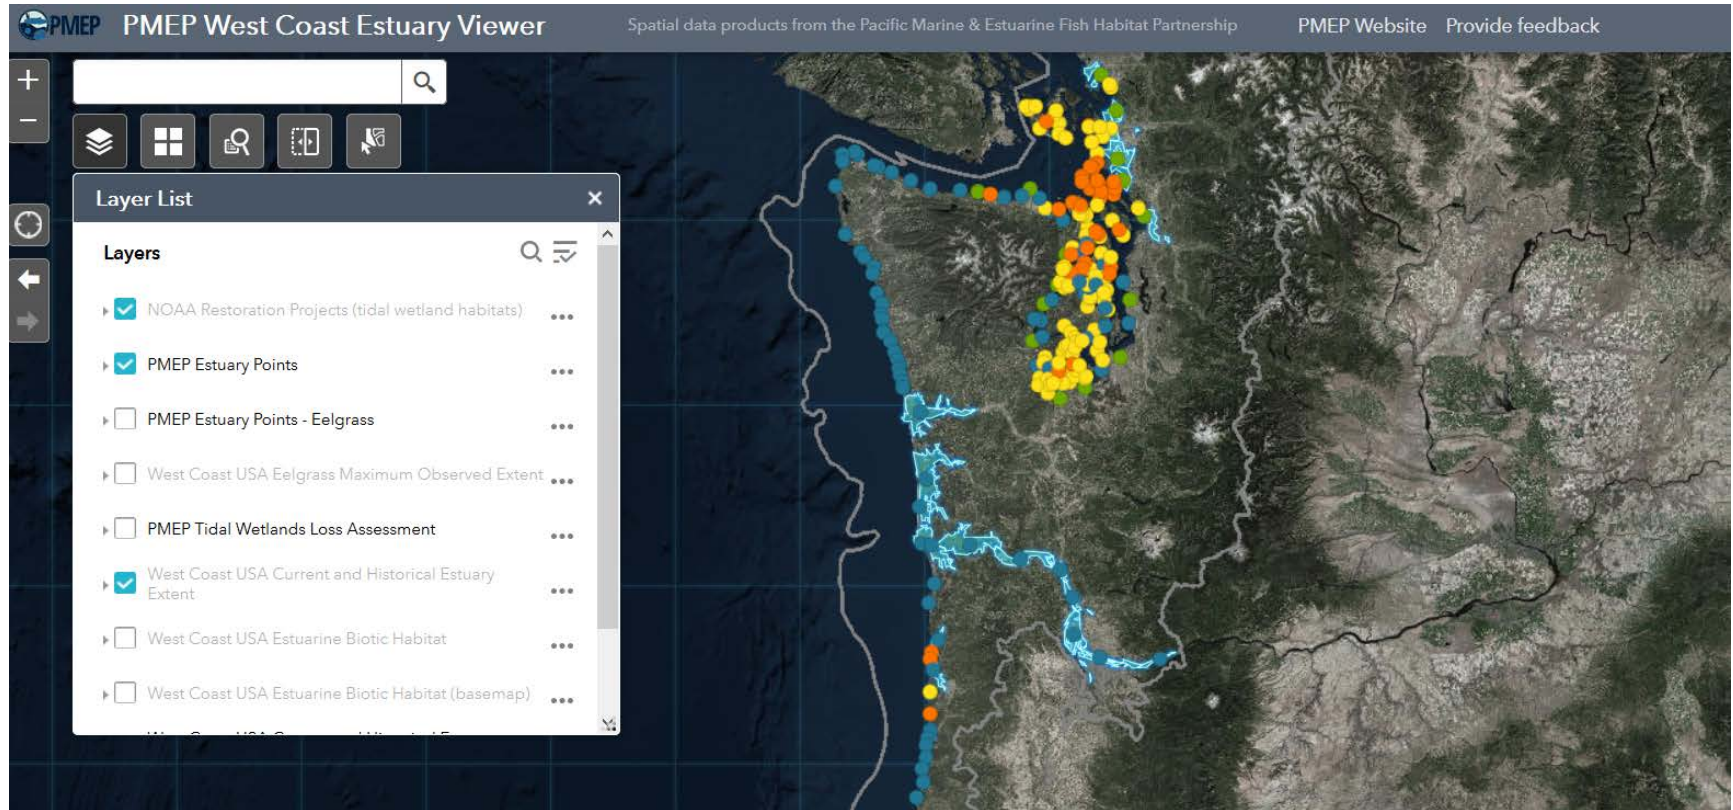 PMEP
PMEP West Coast Estuary Viewer
Spatial data products from the Pacific Marine & Estuarine Fish Habitat Partnership
PMEP Website
Provide feedback
Layer List
Layers
NOAA Restoration Projects (tidal wetland habitats)
PMEP Estuary Points
PMEP Estuary Points - Eelgrass
West Coast USA Eelgrass Maximum Observed Extent
PMEP Tidal Wetlands Loss Assessment
West Coast USA Current and Historical Estuary
Extent
West Coast USA Estuarine Biotic Habitat
West Coast USA Estuarine Biotic Habitat (basemap)